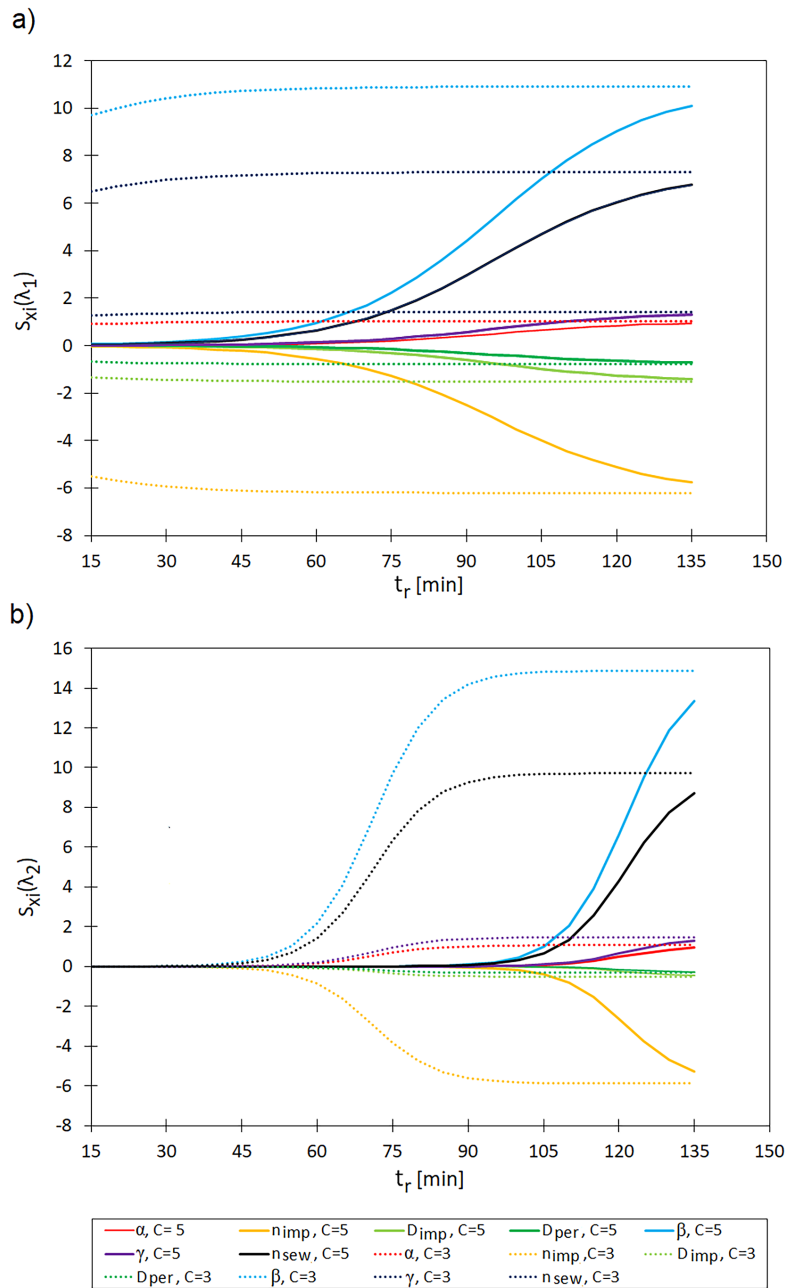 a)
12
10
8
6
4
2
0
-2
-4
-6
-8
Sxi(λ1)
15 30 45 60 75 90 105 120 135 150
tr [min]
b)
16
14
12
10
8
6
4
2
0
-2
-4
-6
-8
Sxi(λ2)
15 30 45 60 75 90 105 120 135 150
tr [min]
α, C= 5 nimp, C=5 Dimp, C=5 Dper, C=5 β, C=5
γ, C=5 nsew, C=5 α, C=3 nimp, C=3 Dimp, C=3
Dper, C=3 β, C=3 γ, C=3 nsew, C=3